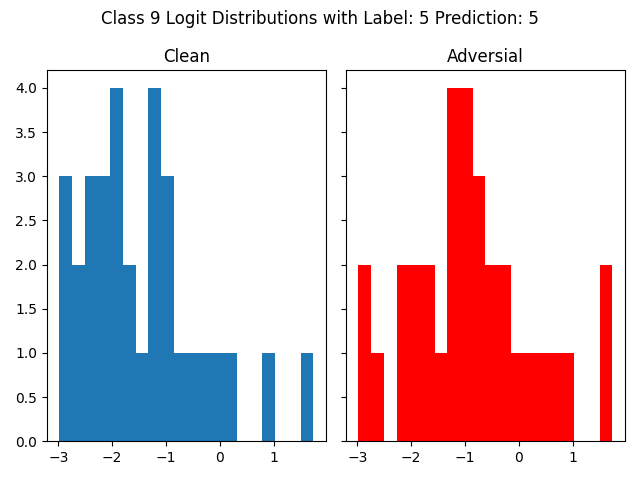 Class 9 Logit Distributions with Label: 5 Prediction: 5
Clean
Adversial
4.0
3.5
3.0
2.5
2.0
1.5
1.0
0.5
0.0
−3 −2 −1 0 1
−3 −2 −1 0 1